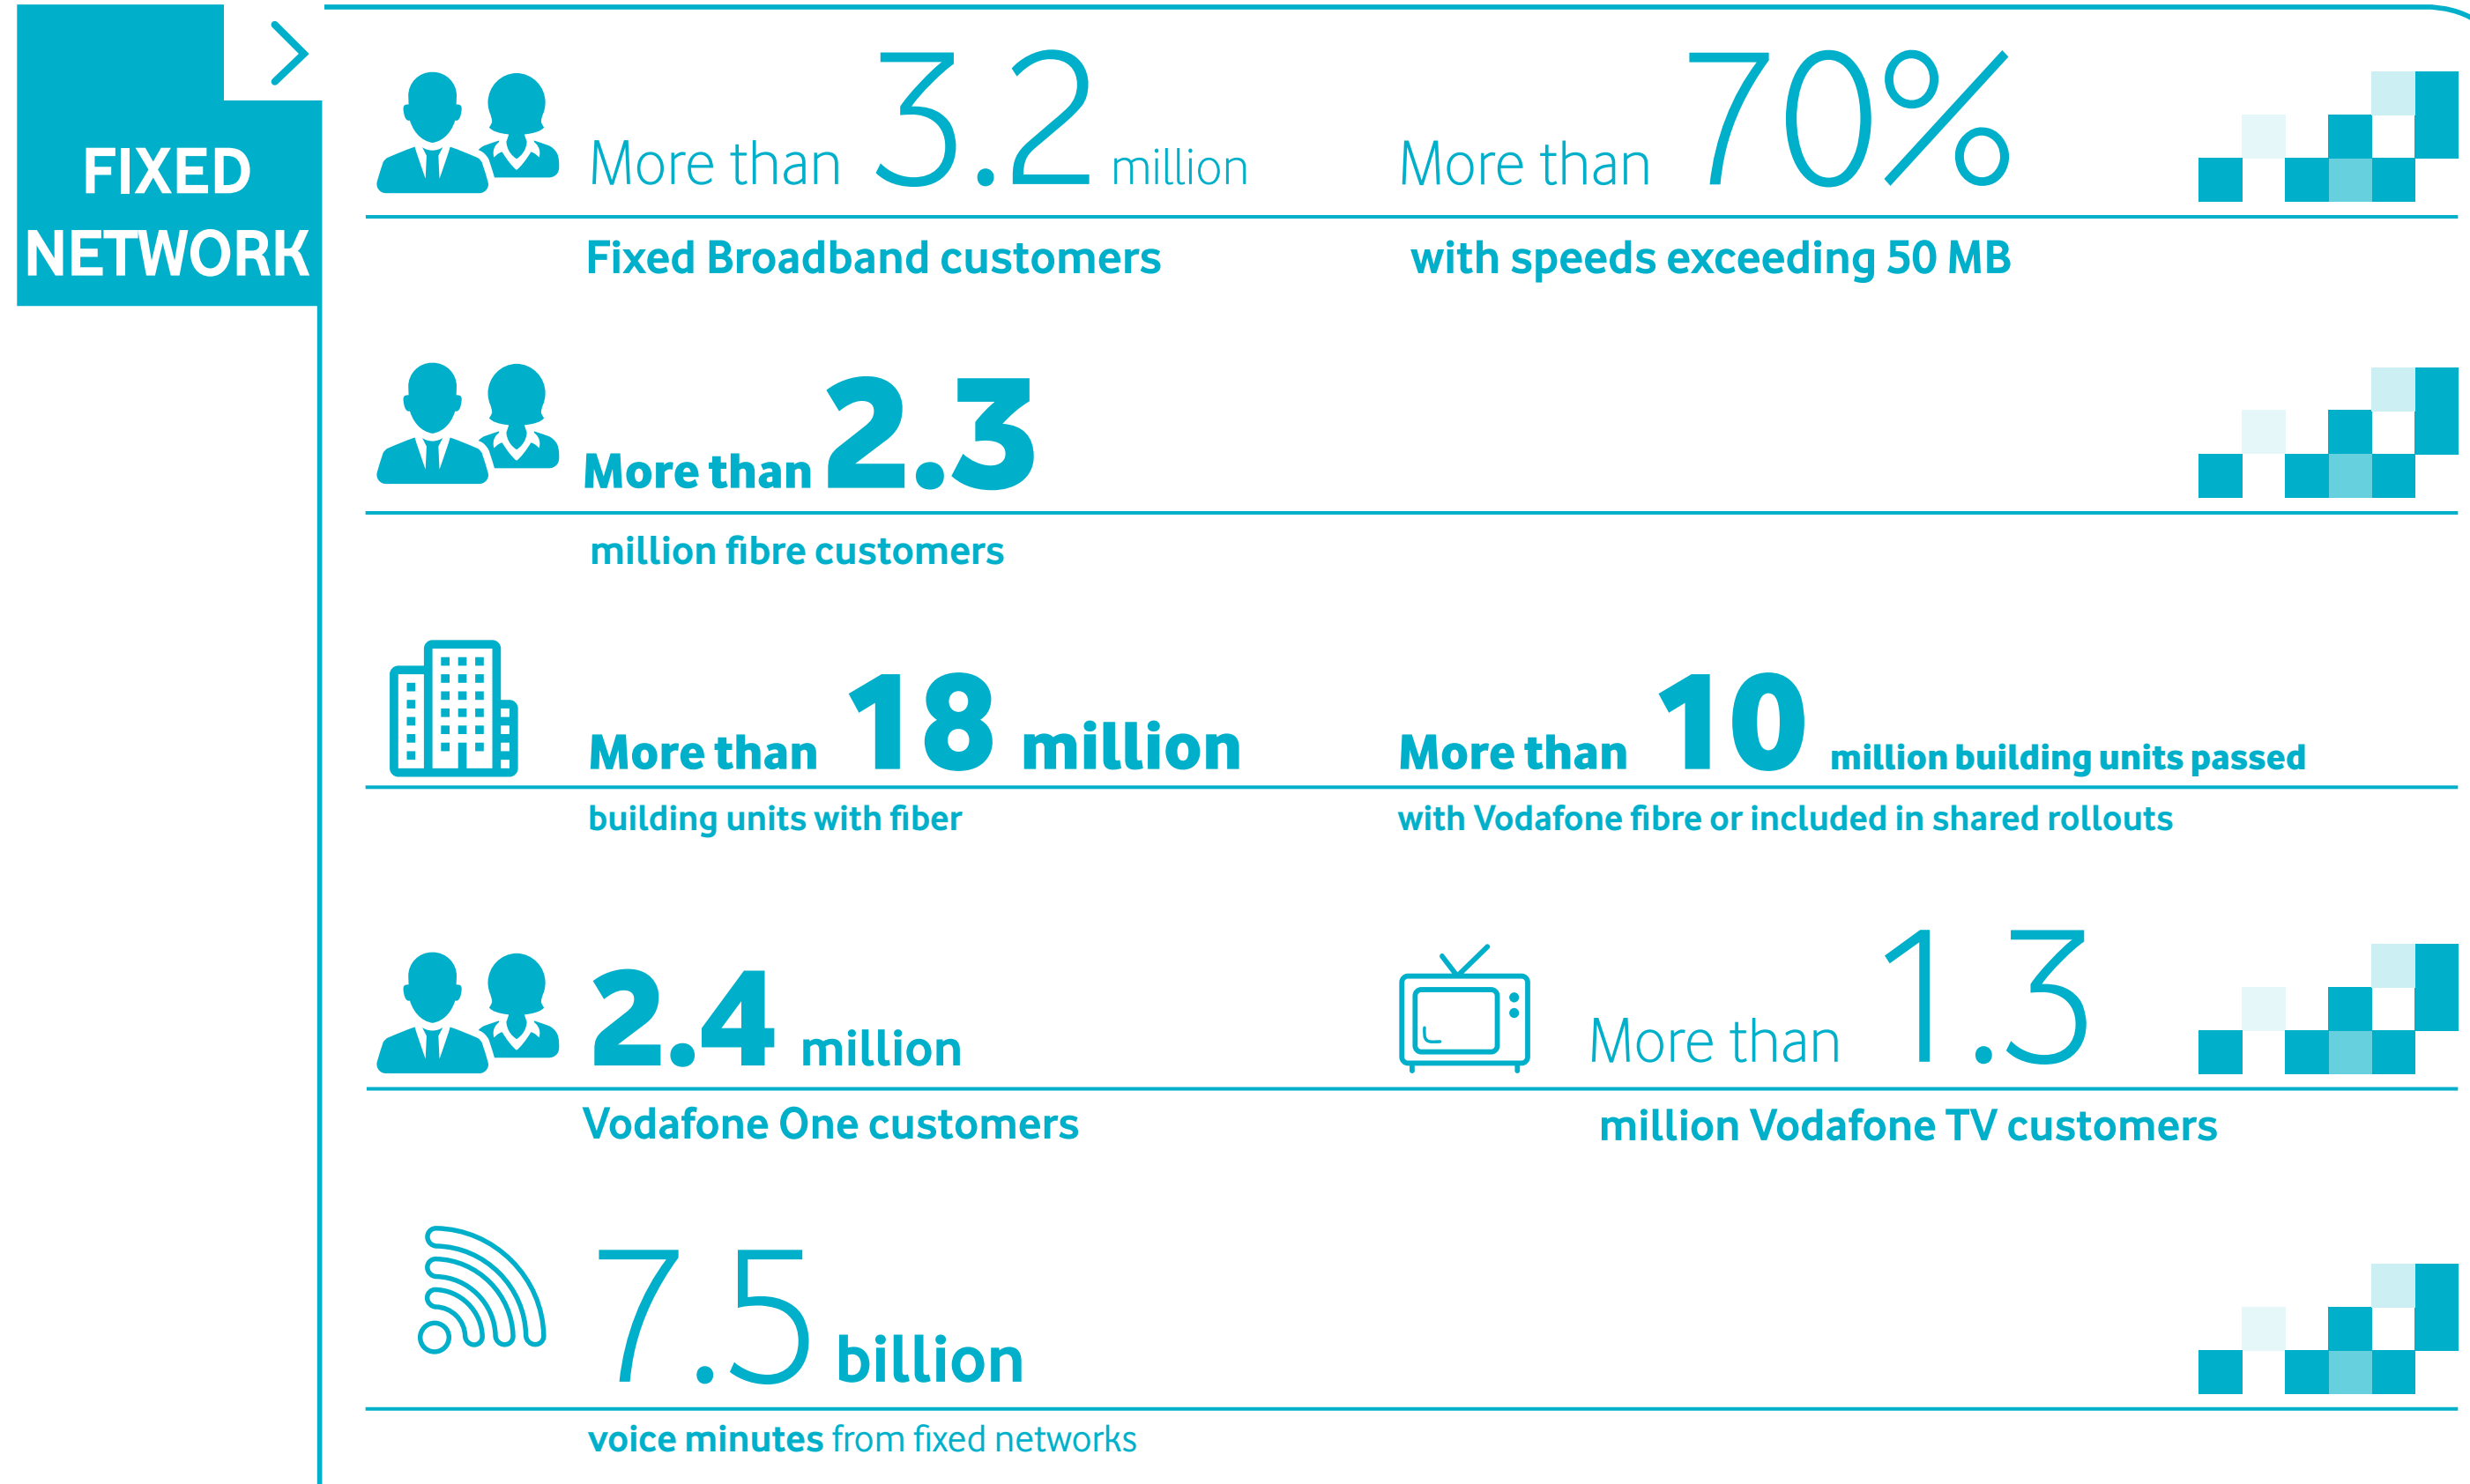 FIXED
NETWORK
More than 3.2 million
Fixed Broadband customers
More than 70%
with speeds exceeding 50 MB
More than 2.3
million fibre customers
More than 18 million
building units with fiber
More than 10 million building units passed
with Vodafone fibre or included in shared rollouts
2.4 million
Vodafone One customers
More than 1.3
million Vodafone TV customers
7.5 billion
voice minutes from fixed networks